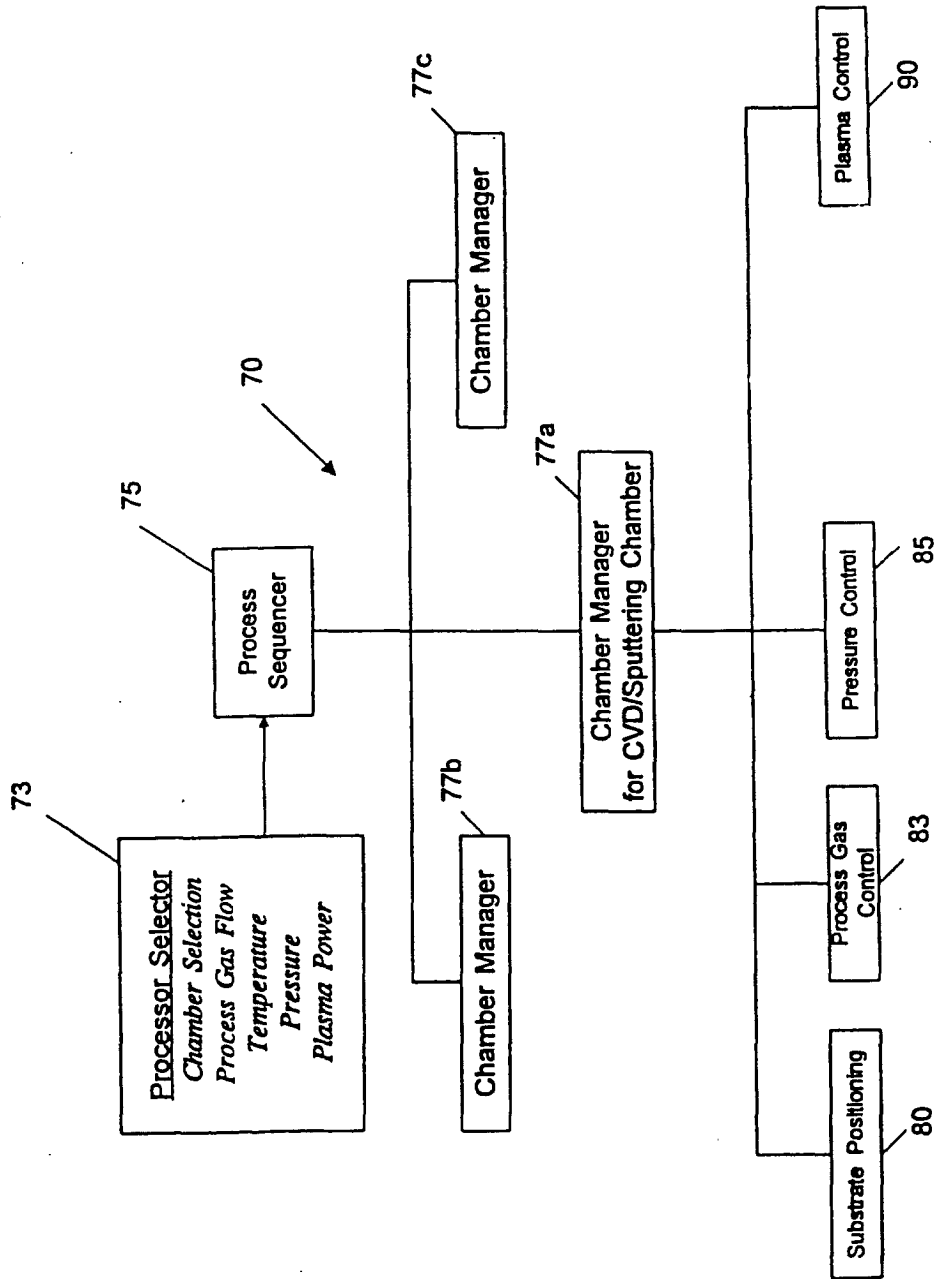 73
Processor Selector
Chamber Selection
Process Gas Flow
Temperature
Pressure
Plasma Power
75
Process
Sequencer
70
77b
Chamber Manager
77c
Chamber Manager
77a
Chamber Manager
for CVD/Sputtering Chamber
Substrate Positioning
80
Process Gas
Control
83
Pressure Control
85
Plasma Control
90